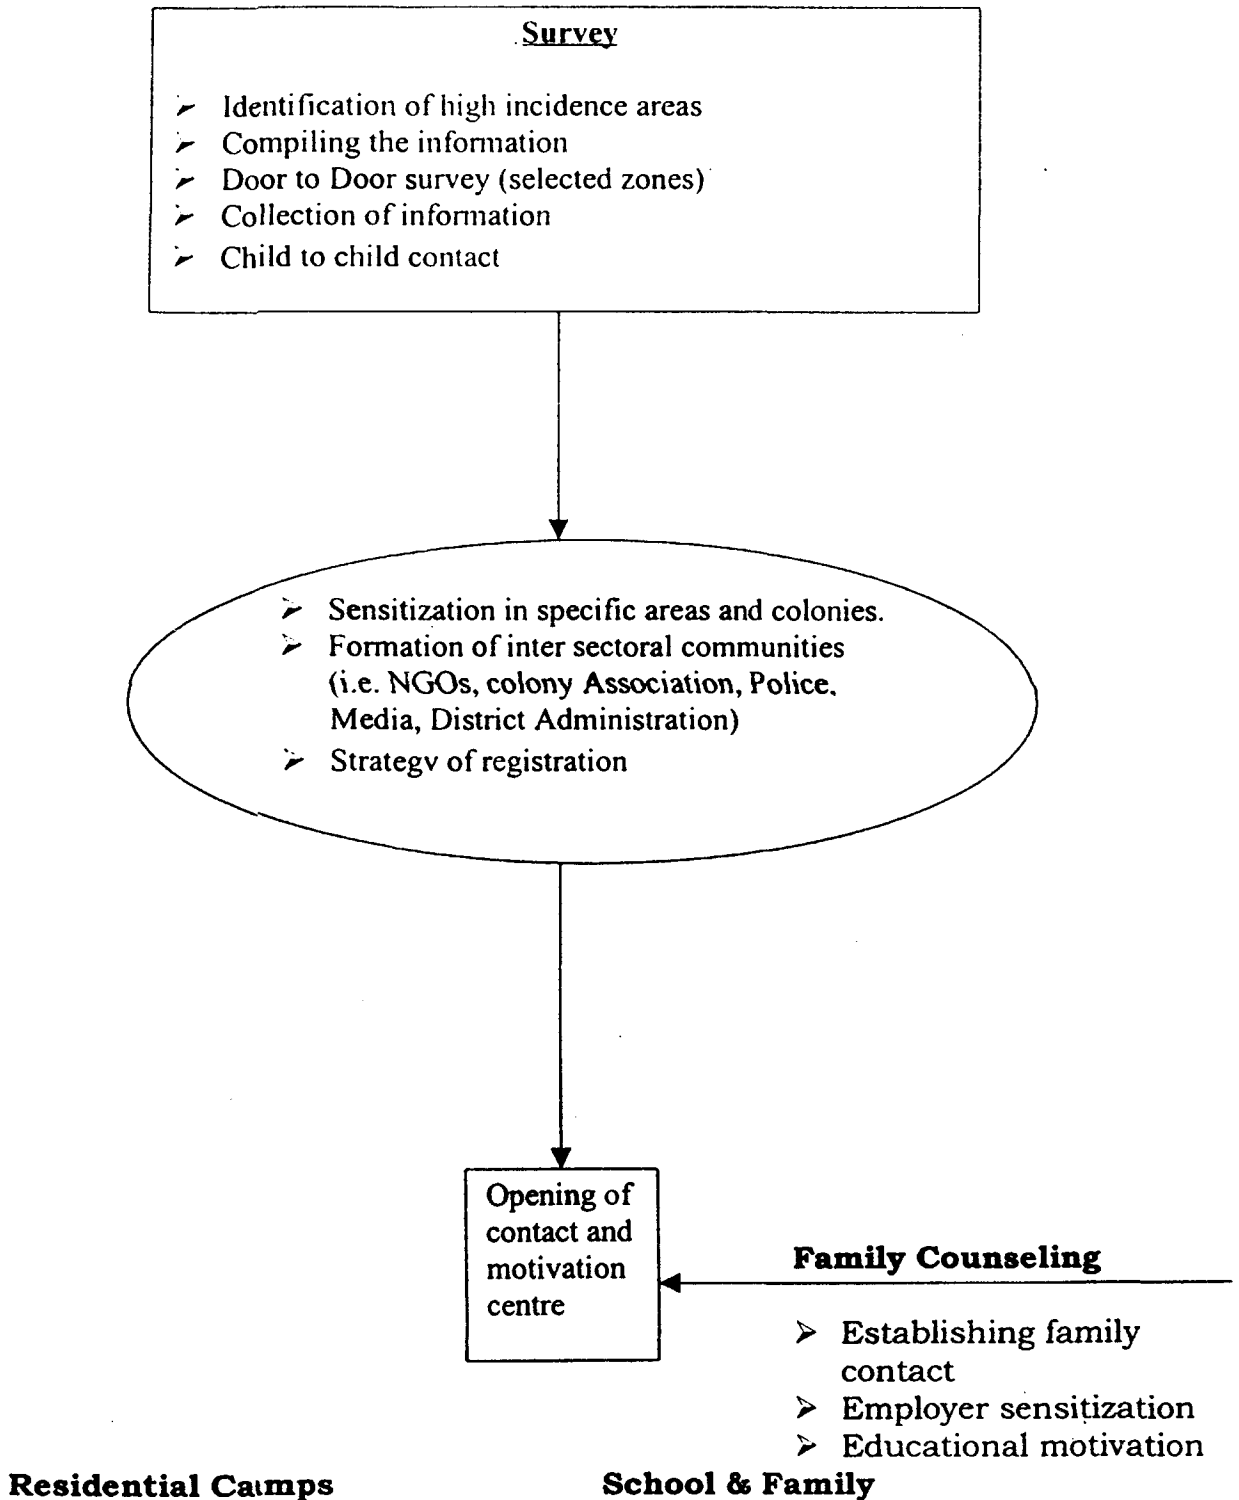 Survey
➢ Identification of high incidence areas
➢ Compiling the information
➢ Door to Door survey (selected zones)
➢ Collection of information
➢ Child to child contact
➢ Sensitization in specific areas and colonies.
➢ Formation of inter sectoral communities
(i.e. NGOs, colony Association, Police,
Media, District Administration)
➢ Strategy of registration
Opening of
contact and
motivation
centre
Family Counseling
➢ Establishing family
contact
➢ Employer sensitization
➢ Educational motivation
Residential Camps
School & Family